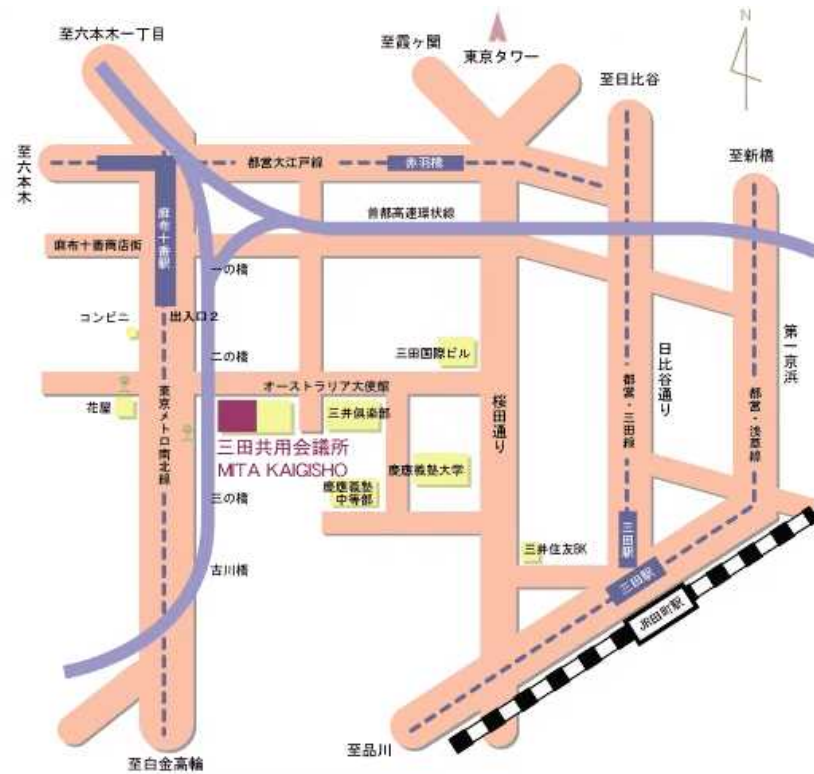 至六本木一丁目
至霞ヶ関
東京タワー
至日比谷
N
至六本木
都営大江戸線
赤羽橋
至新橋
麻布十番駅
首都高速環状線
麻布十番商店街
一の橋
コンビニ
出入口2
二の橋
三田国際ビル
桜田通り
都営・三田線
日比谷通り
都営・浅草線
第一京浜
オーストラリア大使館
花屋
東京メトロ南北線
三井倶楽部
三田共用会議所
MITA KAIGISHO
慶應義塾大学
慶應義塾
中等部
三の橋
三井住友BK
三田駅
古川橋
三田駅
JR田町駅
至品川
至白金高輪